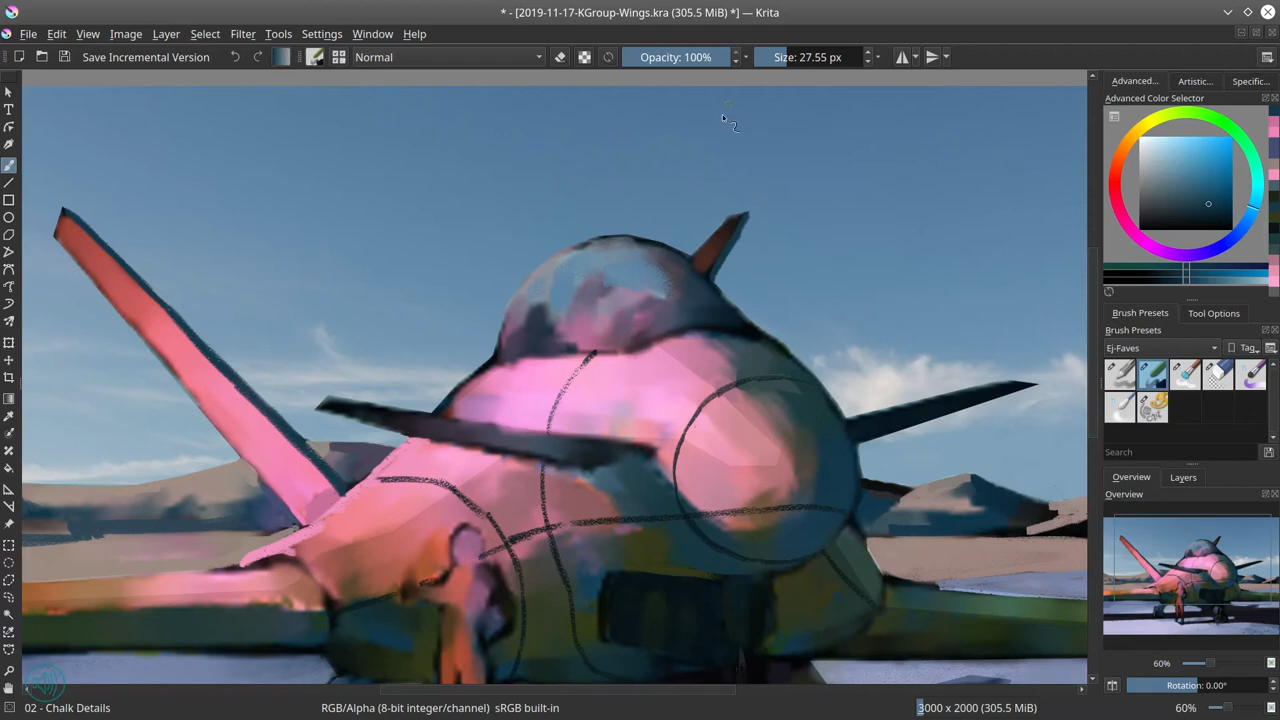 * - [2019-11-17-KGroup-Wings.kra (305.5 MiB) *] — Krita
File Edit View Image Layer Select Filter Tools Settings Window Help
Save Incremental Version Normal Opacity: 100% Size: 27.55 px
Advanced... Artistic... Specific...
Advanced Color Selector
Brush Presets Tool Options
Brush Presets
Ej-Faves Tag
Search
Overview Layers
Overview
60%
Rotation: 0.00°
02 - Chalk Details RGB/Alpha (8-bit integer/channel) sRGB built-in 3000 x 2000 (305.5 MiB) 60%